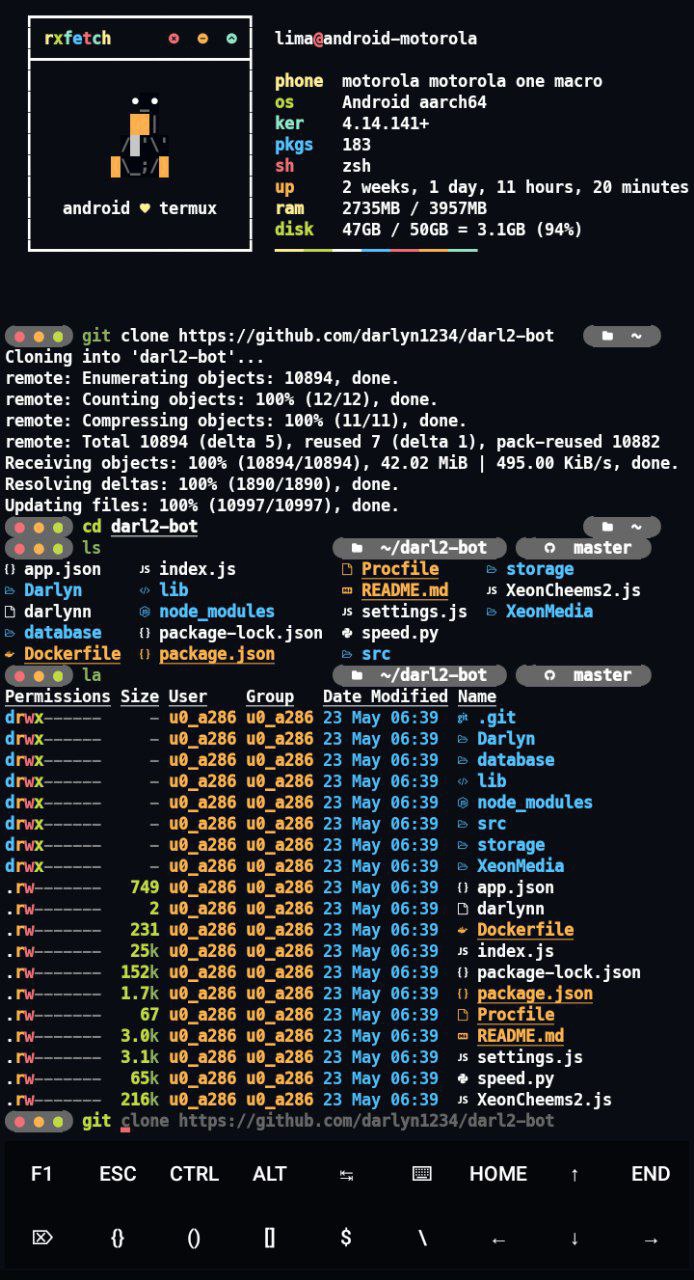 rxfetch
lima@android-motorola
phone motorola motorola one macro
os Android aarch64
ker 4.14.141+
pkgs 183
sh zsh
up 2 weeks, 1 day, 11 hours, 20 minutes
ram 2735MB / 3957MB
disk 47GB / 50GB = 3.1GB (94%)
android ♥ termux
git clone https://github.com/darlyn1234/darl2-bot ~
Cloning into 'darl2-bot'...
remote: Enumerating objects: 10894, done.
remote: Counting objects: 100% (12/12), done.
remote: Compressing objects: 100% (11/11), done.
remote: Total 10894 (delta 5), reused 7 (delta 1), pack-reused 10882
Receiving objects: 100% (10894/10894), 42.02 MiB | 495.00 KiB/s, done.
Resolving deltas: 100% (1890/1890), done.
Updating files: 100% (10997/10997), done.
cd darl2-bot ~
ls ~/darl2-bot master
{} app.json JS index.js Procfile storage
Darlyn lib README.md JS XeonCheems2.js
darlynn node_modules JS settings.js XeonMedia
database {} package-lock.json speed.py
Dockerfile {} package.json src
la ~/darl2-bot master
Permissions Size User Group Date Modified Name
drwx------ - u0_a286 u0_a286 23 May 06:39 git .git
drwx------ - u0_a286 u0_a286 23 May 06:39 Darlyn
drwx------ - u0_a286 u0_a286 23 May 06:39 database
drwx------ - u0_a286 u0_a286 23 May 06:39 lib
drwx------ - u0_a286 u0_a286 23 May 06:39 node_modules
drwx------ - u0_a286 u0_a286 23 May 06:39 src
drwx------ - u0_a286 u0_a286 23 May 06:39 storage
drwx------ - u0_a286 u0_a286 23 May 06:39 XeonMedia
.rw------- 749 u0_a286 u0_a286 23 May 06:39 {} app.json
.rw------- 2 u0_a286 u0_a286 23 May 06:39 darlynn
.rw------- 231 u0_a286 u0_a286 23 May 06:39 Dockerfile
.rw------- 25k u0_a286 u0_a286 23 May 06:39 JS index.js
.rw------- 152k u0_a286 u0_a286 23 May 06:39 {} package-lock.json
.rw------- 1.7k u0_a286 u0_a286 23 May 06:39 {} package.json
.rw------- 67 u0_a286 u0_a286 23 May 06:39 Procfile
.rw------- 3.0k u0_a286 u0_a286 23 May 06:39 README.md
.rw------- 3.1k u0_a286 u0_a286 23 May 06:39 JS settings.js
.rw------- 65k u0_a286 u0_a286 23 May 06:39 speed.py
.rw------- 216k u0_a286 u0_a286 23 May 06:39 JS XeonCheems2.js
git clone https://github.com/darlyn1234/darl2-bot
F1 ESC CTRL ALT ↹ ⌨ HOME ↑ END
⌦ {} () [] $ \ ← ↓ →